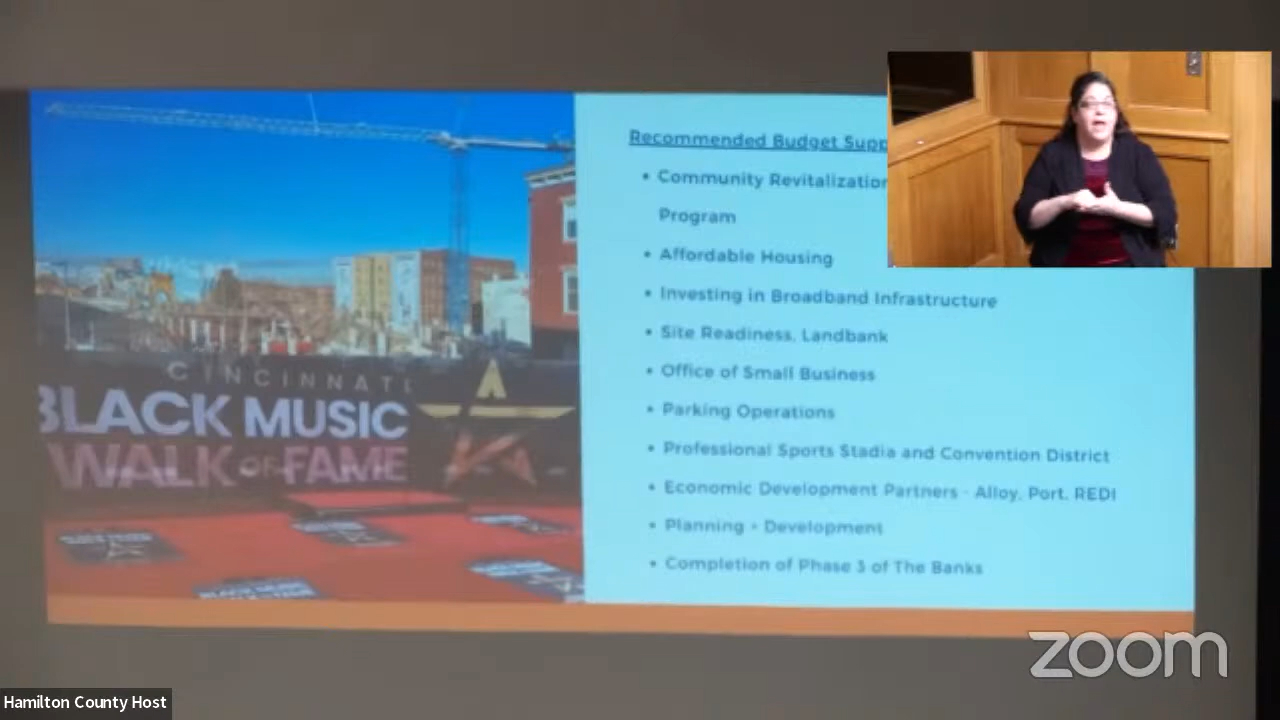 CINCINNATI
BLACK MUSIC
WALK OF FAME
Recommended Budget Supp
• Community Revitalization
Program
• Affordable Housing
• Investing in Broadband Infrastructure
• Site Readiness, Landbank
• Office of Small Business
• Parking Operations
• Professional Sports Stadia and Convention District
• Economic Development Partners - Alloy, Port, REDI
• Planning + Development
• Completion of Phase 3 of The Banks
zoom
Hamilton County Host